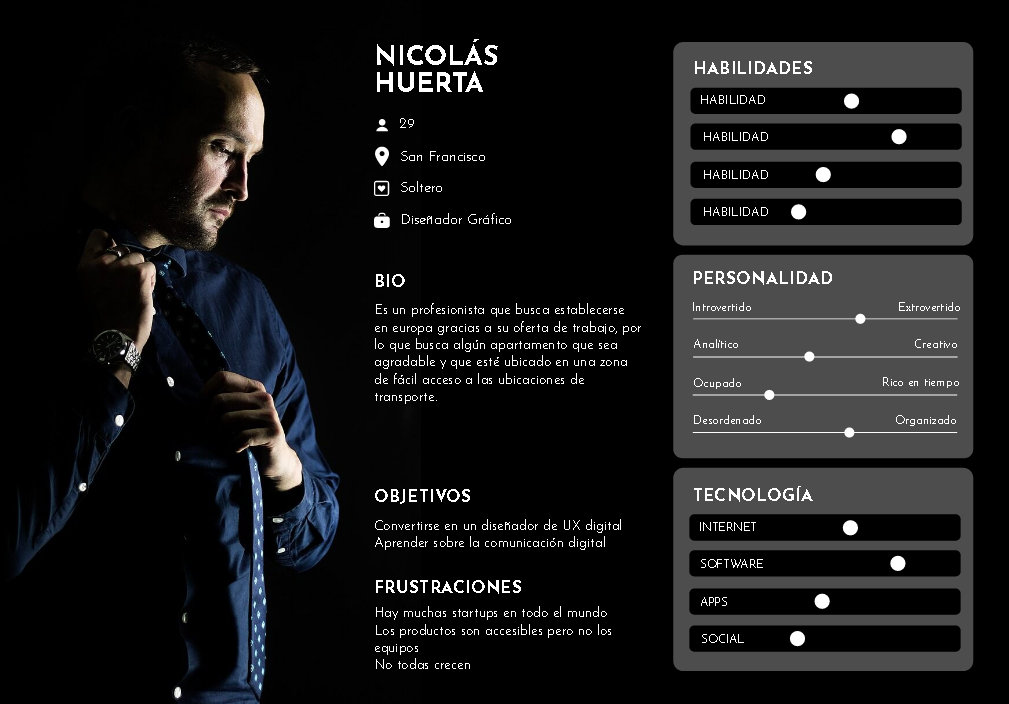 NICOLÁS
HUERTA
29
San Francisco
Soltero
Diseñador Gráfico
BIO
Es un profesionista que busca establecerse
en europa gracias a su oferta de trabajo, por
lo que busca algún apartamento que sea
agradable y que esté ubicado en una zona
de fácil acceso a las ubicaciones de
transporte.
OBJETIVOS
Convertirse en un diseñador de UX digital
Aprender sobre la comunicación digital
FRUSTRACIONES
Hay muchas startups en todo el mundo
Los productos son accesibles pero no los
equipos
No todas crecen
HABILIDADES
HABILIDAD
HABILIDAD
HABILIDAD
HABILIDAD
PERSONALIDAD
Introvertido Extrovertido
Analítico Creativo
Ocupado Rico en tiempo
Desordenado Organizado
TECNOLOGÍA
INTERNET
SOFTWARE
APPS
SOCIAL